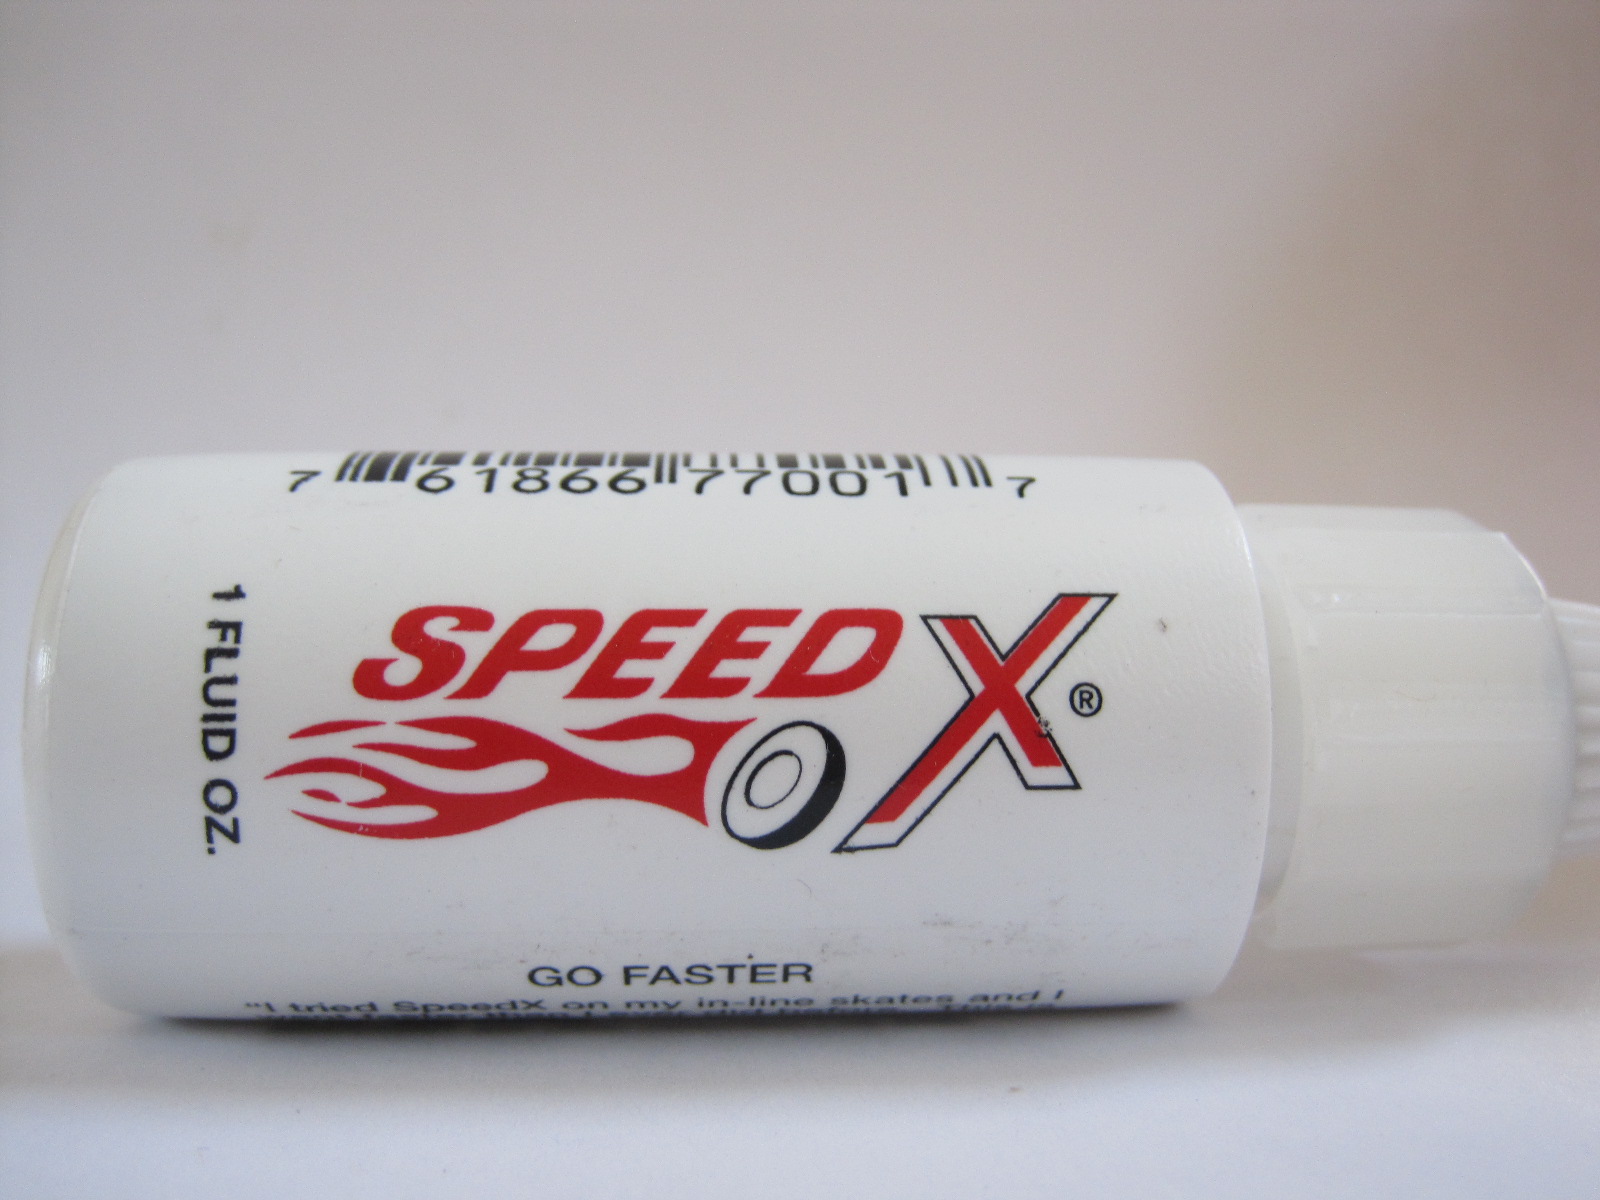 7 61866 77001 7
1 FLUID OZ.
SPEED X ®
GO FASTER
"I tried SpeedX on my in-line skates and I